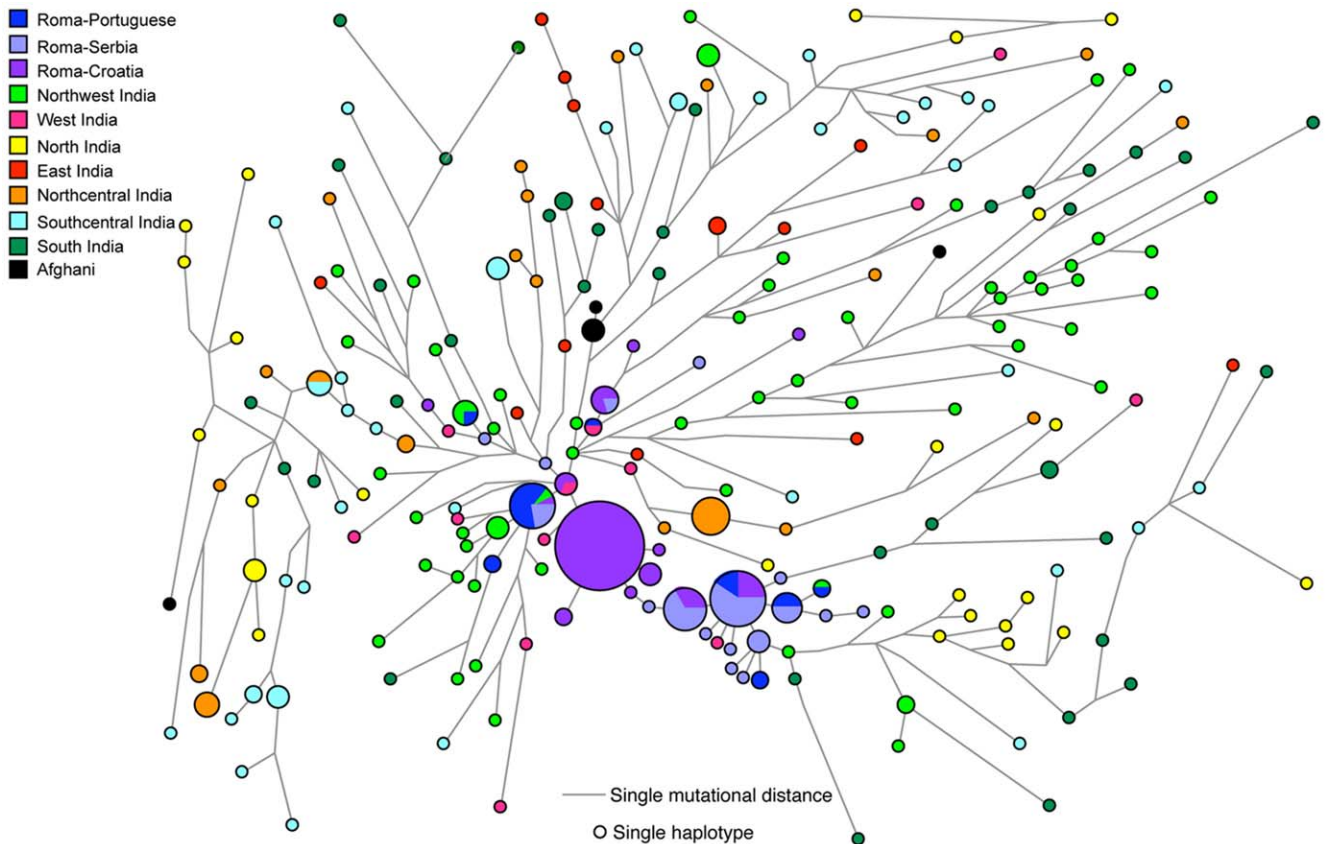 Roma-Portuguese
Roma-Serbia
Roma-Croatia
Northwest India
West India
North India
East India
Northcentral India
Southcentral India
South India
Afghani
Single mutational distance
Single haplotype